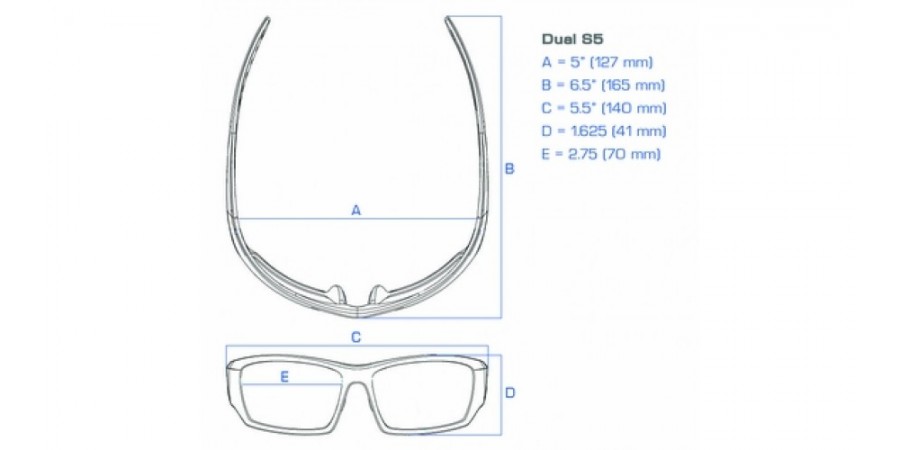 Dual S5
A = 5" (127 mm)
B = 6.5" (165 mm)
C = 5.5" (140 mm)
D = 1.625 (41 mm)
E = 2.75 (70 mm)
B
A
C
E
D